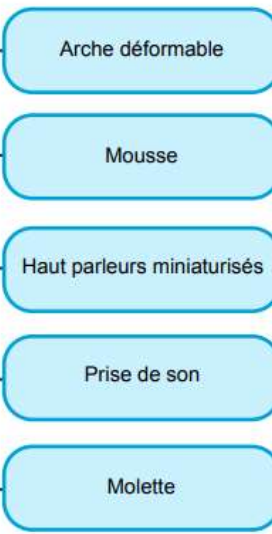 Arche déformable
Mousse
Haut parleurs miniaturisés
Prise de son
Molette